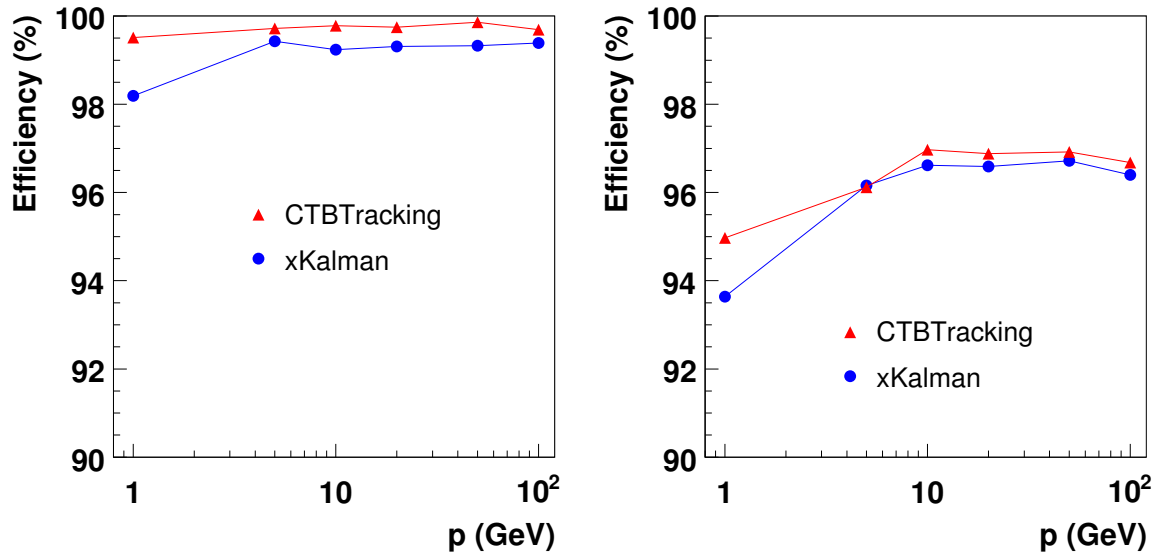 Efficiency (%)
100
98
96
94
92
90
CTBTracking
xKalman
1
10
10²
p (GeV)
Efficiency (%)
100
98
96
94
92
90
CTBTracking
xKalman
1
10
10²
p (GeV)